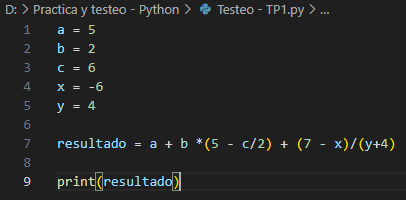 D: > Practica y testeo - Python > Testeo - TP1.py > ...
1 a = 5
2 b = 2
3 c = 6
4 x = -6
5 y = 4
6
7 resultado = a + b *(5 - c/2) + (7 - x)/(y+4)
8
9 print(resultado)